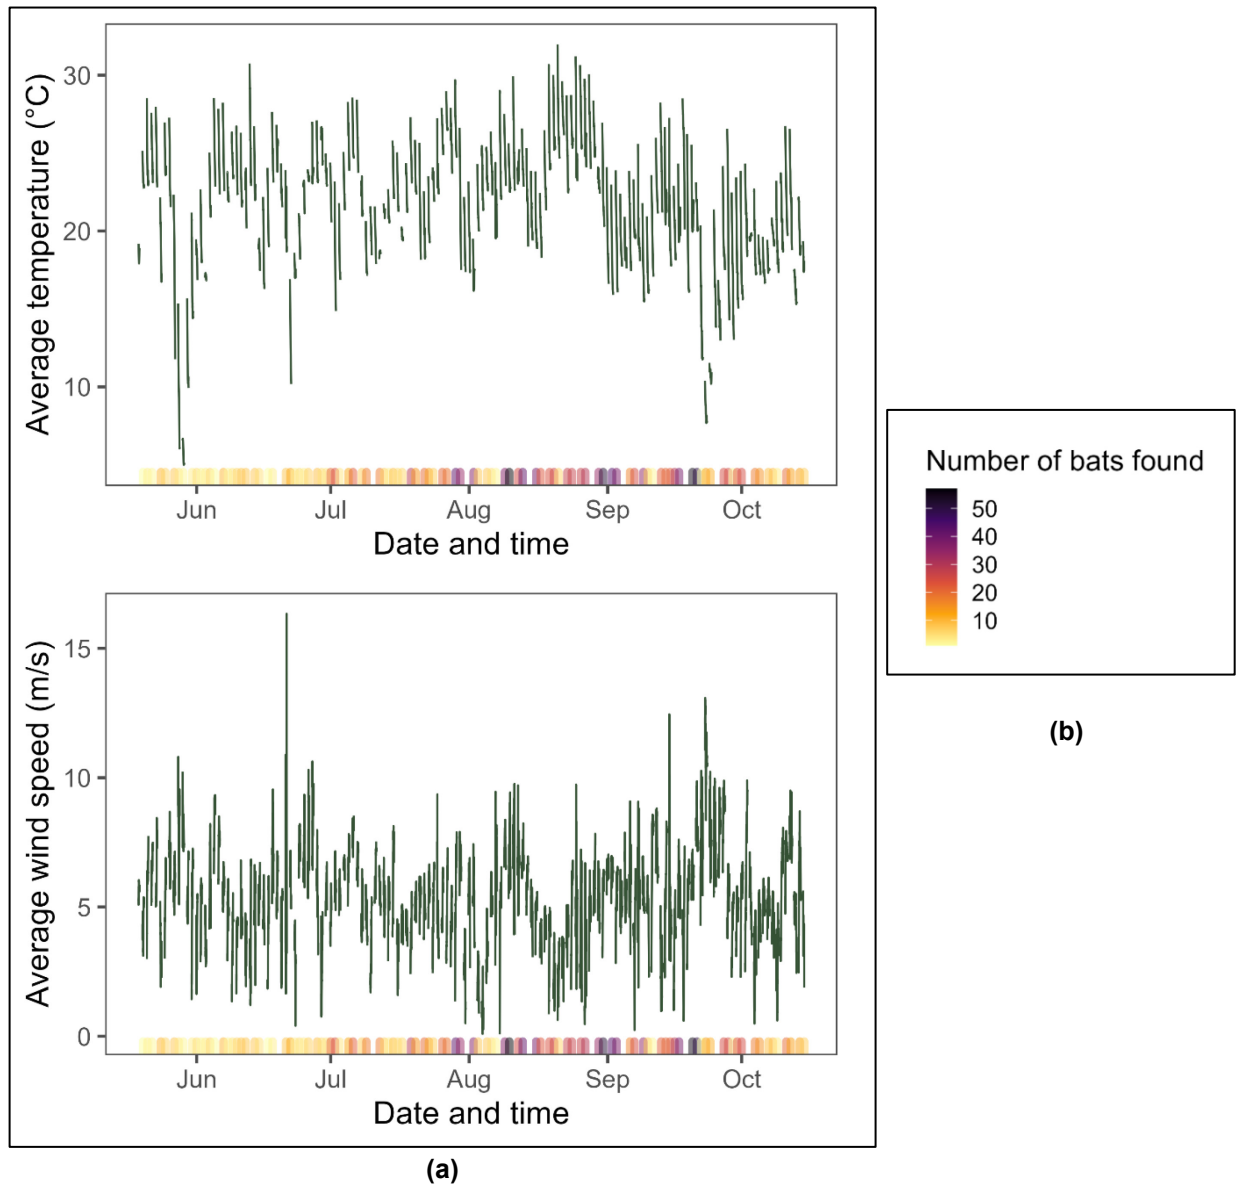 Average temperature (°C)
30
20
10
Jun Jul Aug Sep Oct
Date and time
Average wind speed (m/s)
15
10
5
0
Jun Jul Aug Sep Oct
Date and time
(a)
Number of bats found
50
40
30
20
10
(b)